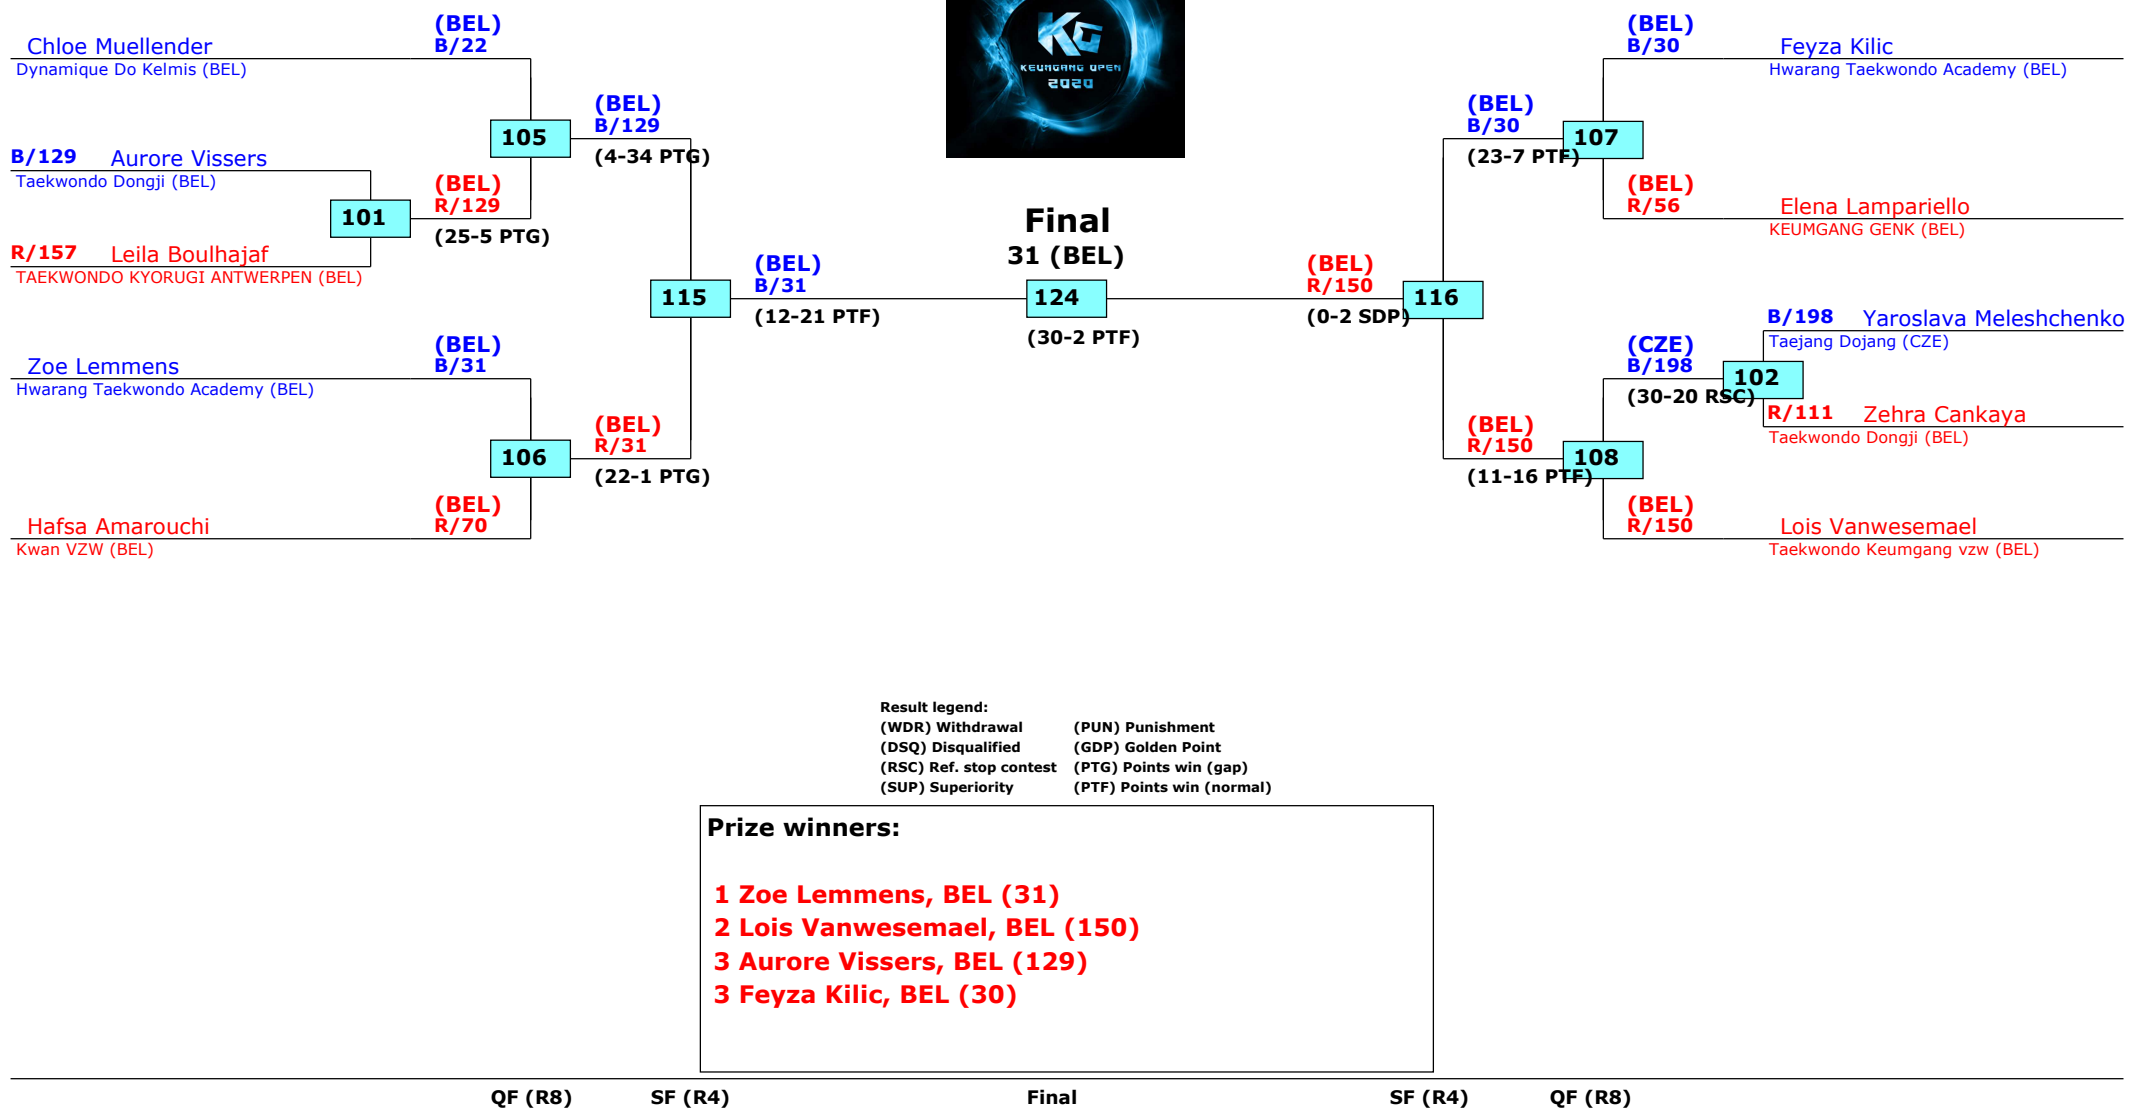 KG
KEUMGANG OPEN
2020
(BEL)
Chloe Muellender B/22
Dynamique Do Kelmis (BEL)
(BEL)
105 B/129
(4-34 PTG)
B/129 Aurore Vissers
Taekwondo Dongji (BEL)
(BEL)
101 R/129
(25-5 PTG)
R/157 Leila Boulhajaf
TAEKWONDO KYORUGI ANTWERPEN (BEL)
(BEL)
115 B/31
(12-21 PTF)
(BEL)
Zoe Lemmens B/31
Hwarang Taekwondo Academy (BEL)
(BEL)
106 R/31
(22-1 PTG)
(BEL)
Hafsa Amarouchi R/70
Kwan VZW (BEL)
Final
31 (BEL)
124
(30-2 PTF)
(BEL)
B/30 Feyza Kilic
Hwarang Taekwondo Academy (BEL)
(BEL)
B/30 107
(23-7 PTF)
(BEL)
R/56 Elena Lampariello
KEUMGANG GENK (BEL)
(BEL)
R/150 116
(0-2 SDP)
B/198 Yaroslava Meleshchenko
Taejang Dojang (CZE)
(CZE)
B/198 102
(30-20 RSC)
R/111 Zehra Cankaya
Taekwondo Dongji (BEL)
(BEL)
R/150 108
(11-16 PTF)
(BEL)
R/150 Lois Vanwesemael
Taekwondo Keumgang vzw (BEL)
Result legend:
(WDR) Withdrawal (PUN) Punishment
(DSQ) Disqualified (GDP) Golden Point
(RSC) Ref. stop contest (PTG) Points win (gap)
(SUP) Superiority (PTF) Points win (normal)
Prize winners:
1 Zoe Lemmens, BEL (31)
2 Lois Vanwesemael, BEL (150)
3 Aurore Vissers, BEL (129)
3 Feyza Kilic, BEL (30)
QF (R8) SF (R4) Final SF (R4) QF (R8)